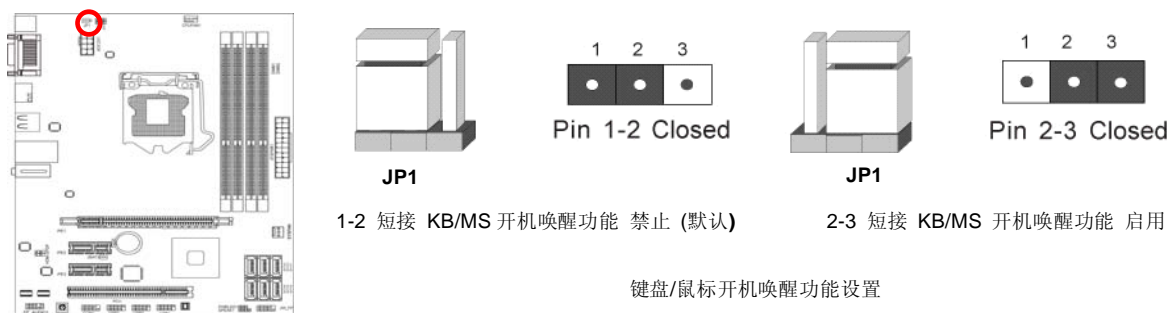 1 2 3
Pin 1-2 Closed
JP1
1-2 短接 KB/MS 开机唤醒功能 禁止 (默认)
1 2 3
Pin 2-3 Closed
JP1
2-3 短接 KB/MS 开机唤醒功能 启用
键盘/鼠标开机唤醒功能设置